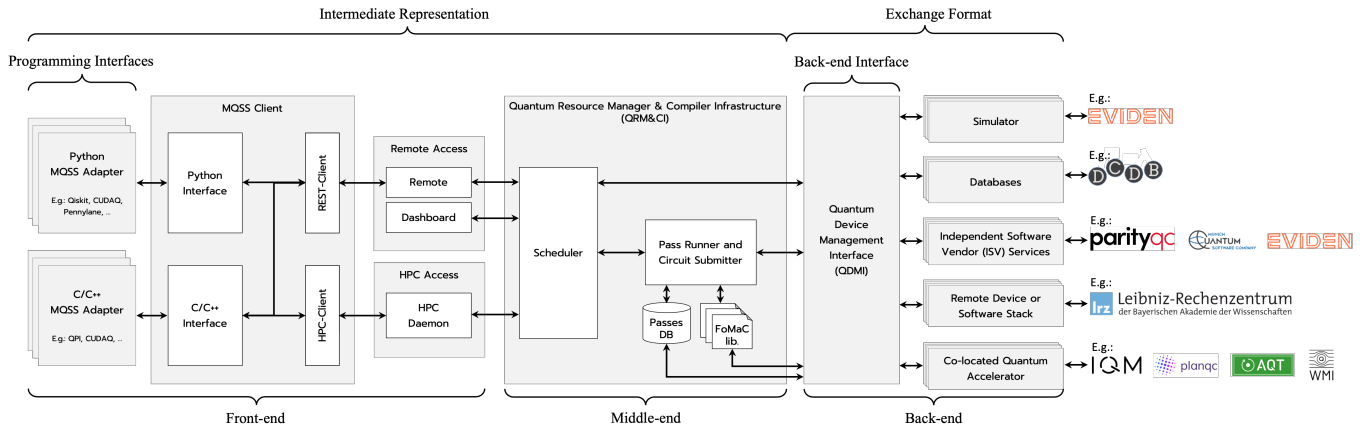 Intermediate Representation
Exchange Format
Programming Interfaces
Back-end Interface
MQSS Client
Python
MQSS Adapter
E.g.: Qiskit, CUDAQ,
Pennylane, ...
C/C++
MQSS Adapter
E.g.: QPI, CUDAQ, ...
Python
Interface
C/C++
Interface
REST-Client
HPC-Client
Remote Access
Remote
Dashboard
HPC Access
HPC
Daemon
Quantum Resource Manager & Compiler Infrastructure
(QRM&CI)
Scheduler
Pass Runner and
Circuit Submitter
Passes
DB
FoMaC
lib.
Quantum
Device
Management
Interface
(QDMI)
Simulator
E.g.:
EVIDEN
Databases
E.g.:
DCDB
Independent Software
Vendor (ISV) Services
E.g.:
parityqc
MUNICH
QUANTUM
SOFTWARE COMPANY
EVIDEN
Remote Device or
Software Stack
E.g.:
lrz
Leibniz-Rechenzentrum
der Bayerischen Akademie der Wissenschaften
Co-located Quantum
Accelerator
E.g.:
IQM
planqc
AQT
WMI
Front-end
Middle-end
Back-end